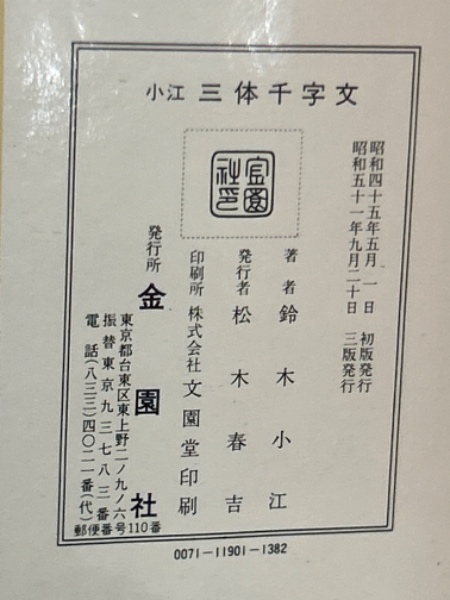 小江 三体千字文
昭和四十五年五月 一 日 初版発行
昭和五十一年九月二十日 三版発行
金園社印
著者 鈴木小江
発行者 松木春吉
印刷所 株式会社文園堂印刷
発行所 金園社
東京都台東区東上野二ノ九ノ六
振替東京九三七八三番
電話(八三三)四〇二一番(代)
郵便番号110番
0071-11901-1382